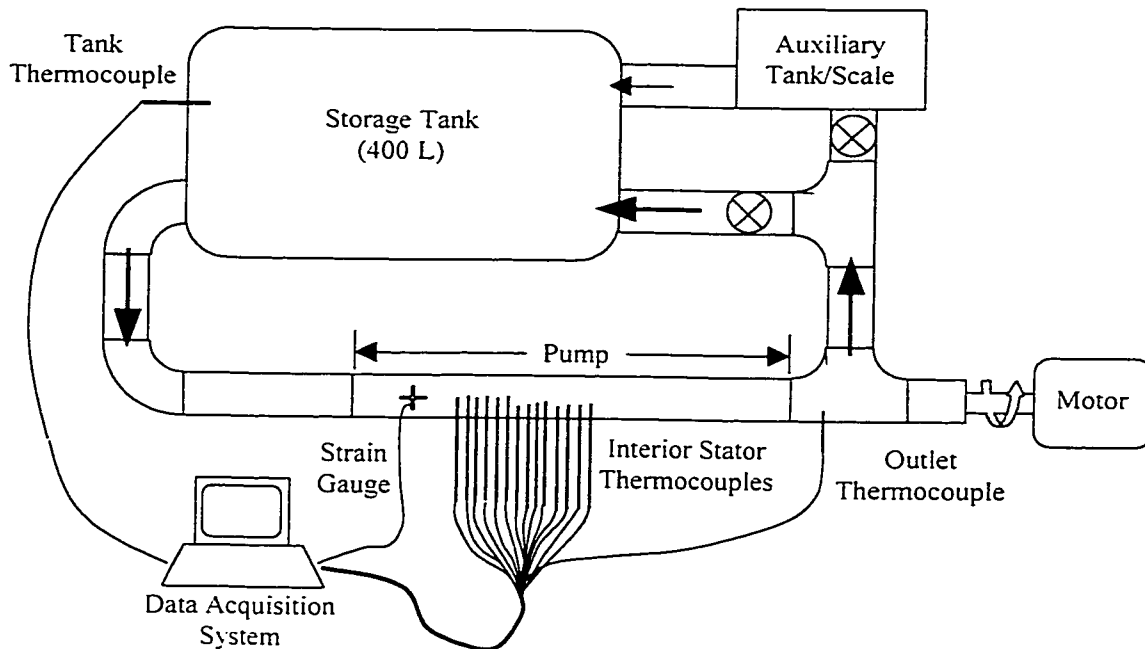 Tank
Thermocouple
Storage Tank
(400 L)
Auxiliary
Tank/Scale
Pump
Motor
Strain
Gauge
Interior Stator
Thermocouples
Outlet
Thermocouple
Data Acquisition
System